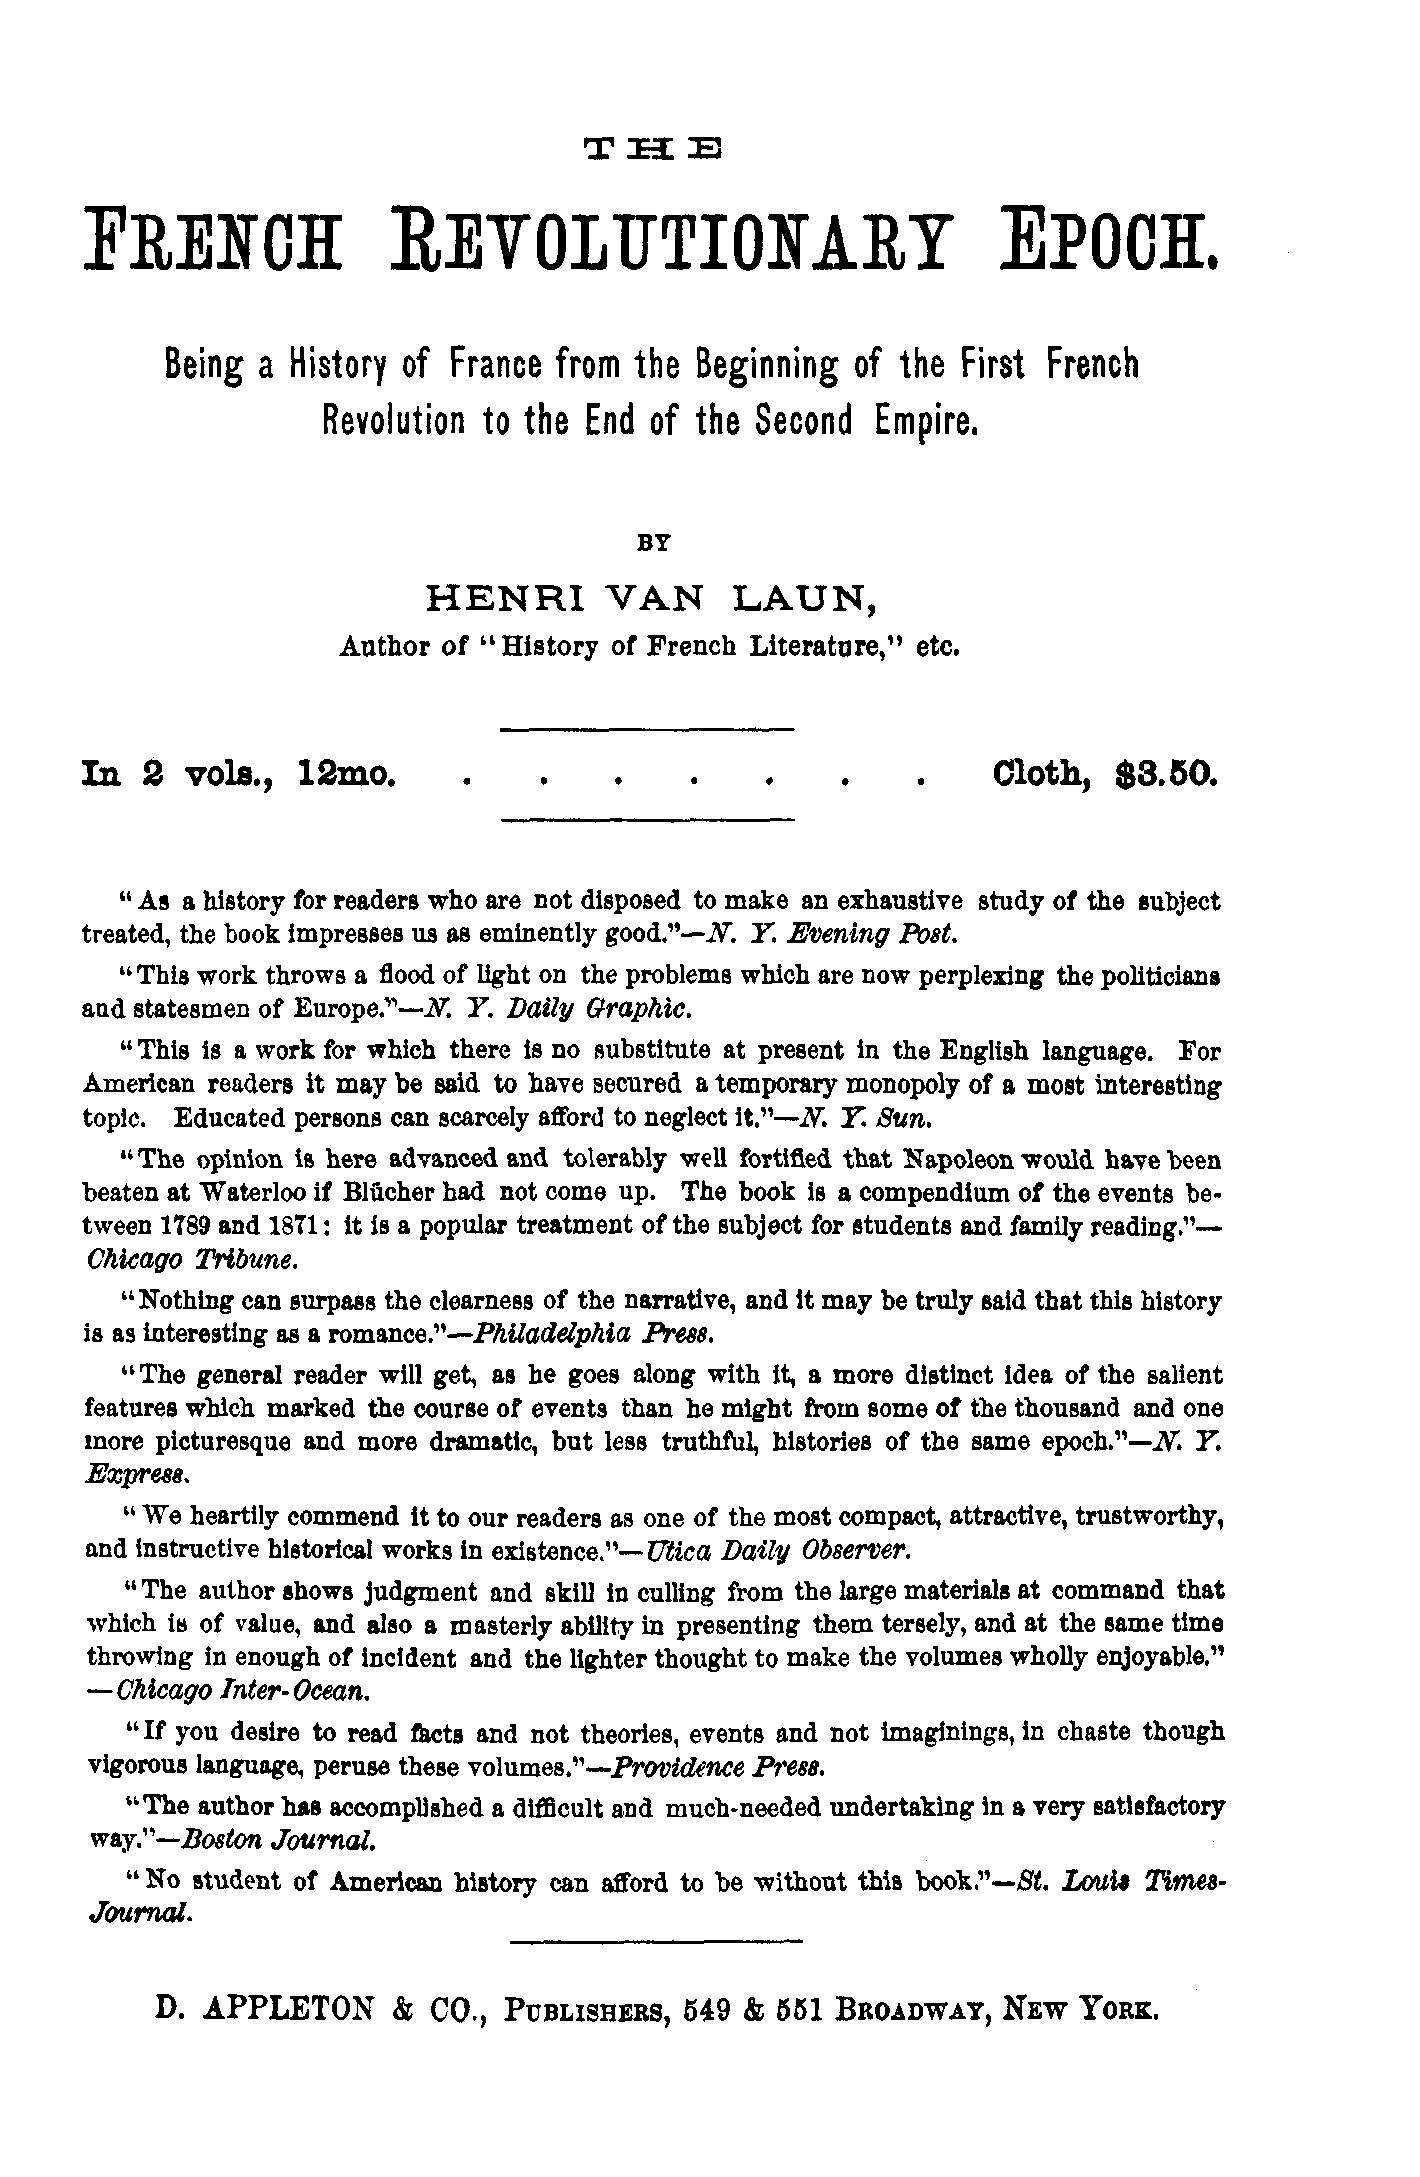 THE
FRENCH REVOLUTIONARY EPOCH.
Being a History of France from the Beginning of the First French
Revolution to the End of the Second Empire.
BY
HENRI VAN LAUN,
Author of "History of French Literature," etc.
In 2 vols., 12mo. . . . . . . . Cloth, $3.50.
"As a history for readers who are not disposed to make an exhaustive study of the subject
treated, the book impresses us as eminently good."—N. Y. Evening Post.
"This work throws a flood of light on the problems which are now perplexing the politicians
and statesmen of Europe."—N. Y. Daily Graphic.
"This is a work for which there is no substitute at present in the English language. For
American readers it may be said to have secured a temporary monopoly of a most interesting
topic. Educated persons can scarcely afford to neglect it."—N. Y. Sun.
"The opinion is here advanced and tolerably well fortified that Napoleon would have been
beaten at Waterloo if Blücher had not come up. The book is a compendium of the events be-
tween 1789 and 1871: it is a popular treatment of the subject for students and family reading."—
Chicago Tribune.
"Nothing can surpass the clearness of the narrative, and it may be truly said that this history
is as interesting as a romance."—Philadelphia Press.
"The general reader will get, as he goes along with it, a more distinct idea of the salient
features which marked the course of events than he might from some of the thousand and one
more picturesque and more dramatic, but less truthful, histories of the same epoch."—N. Y.
Express.
"We heartily commend it to our readers as one of the most compact, attractive, trustworthy,
and instructive historical works in existence."—Utica Daily Observer.
"The author shows judgment and skill in culling from the large materials at command that
which is of value, and also a masterly ability in presenting them tersely, and at the same time
throwing in enough of incident and the lighter thought to make the volumes wholly enjoyable."
—Chicago Inter-Ocean.
"If you desire to read facts and not theories, events and not imaginings, in chaste though
vigorous language, peruse these volumes."—Providence Press.
"The author has accomplished a difficult and much-needed undertaking in a very satisfactory
way."—Boston Journal.
"No student of American history can afford to be without this book."—St. Louis Times-
Journal.
D. APPLETON & CO., PUBLISHERS, 549 & 551 BROADWAY, NEW YORK.